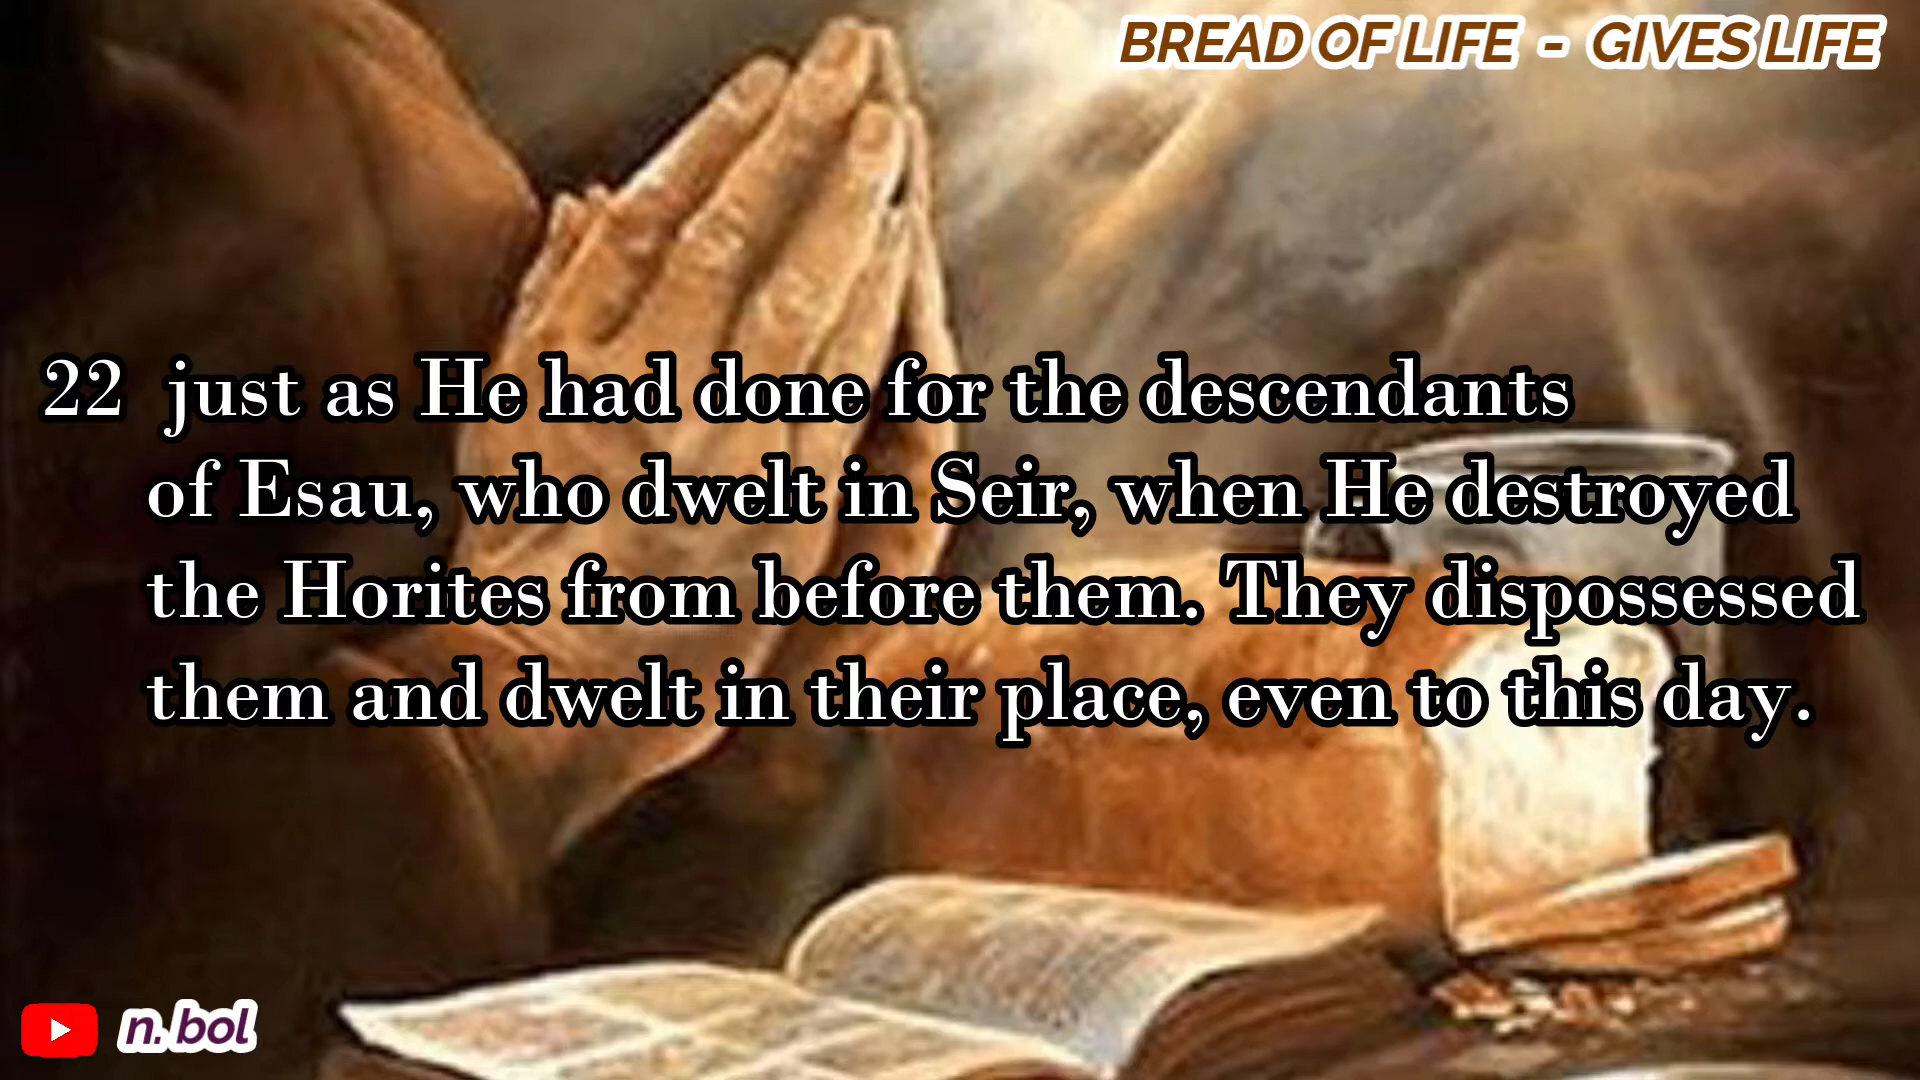 BREAD OF LIFE - GIVES LIFE
22 just as He had done for the descendants
of Esau, who dwelt in Seir, when He destroyed
the Horites from before them. They dispossessed
them and dwelt in their place, even to this day.
n. bol